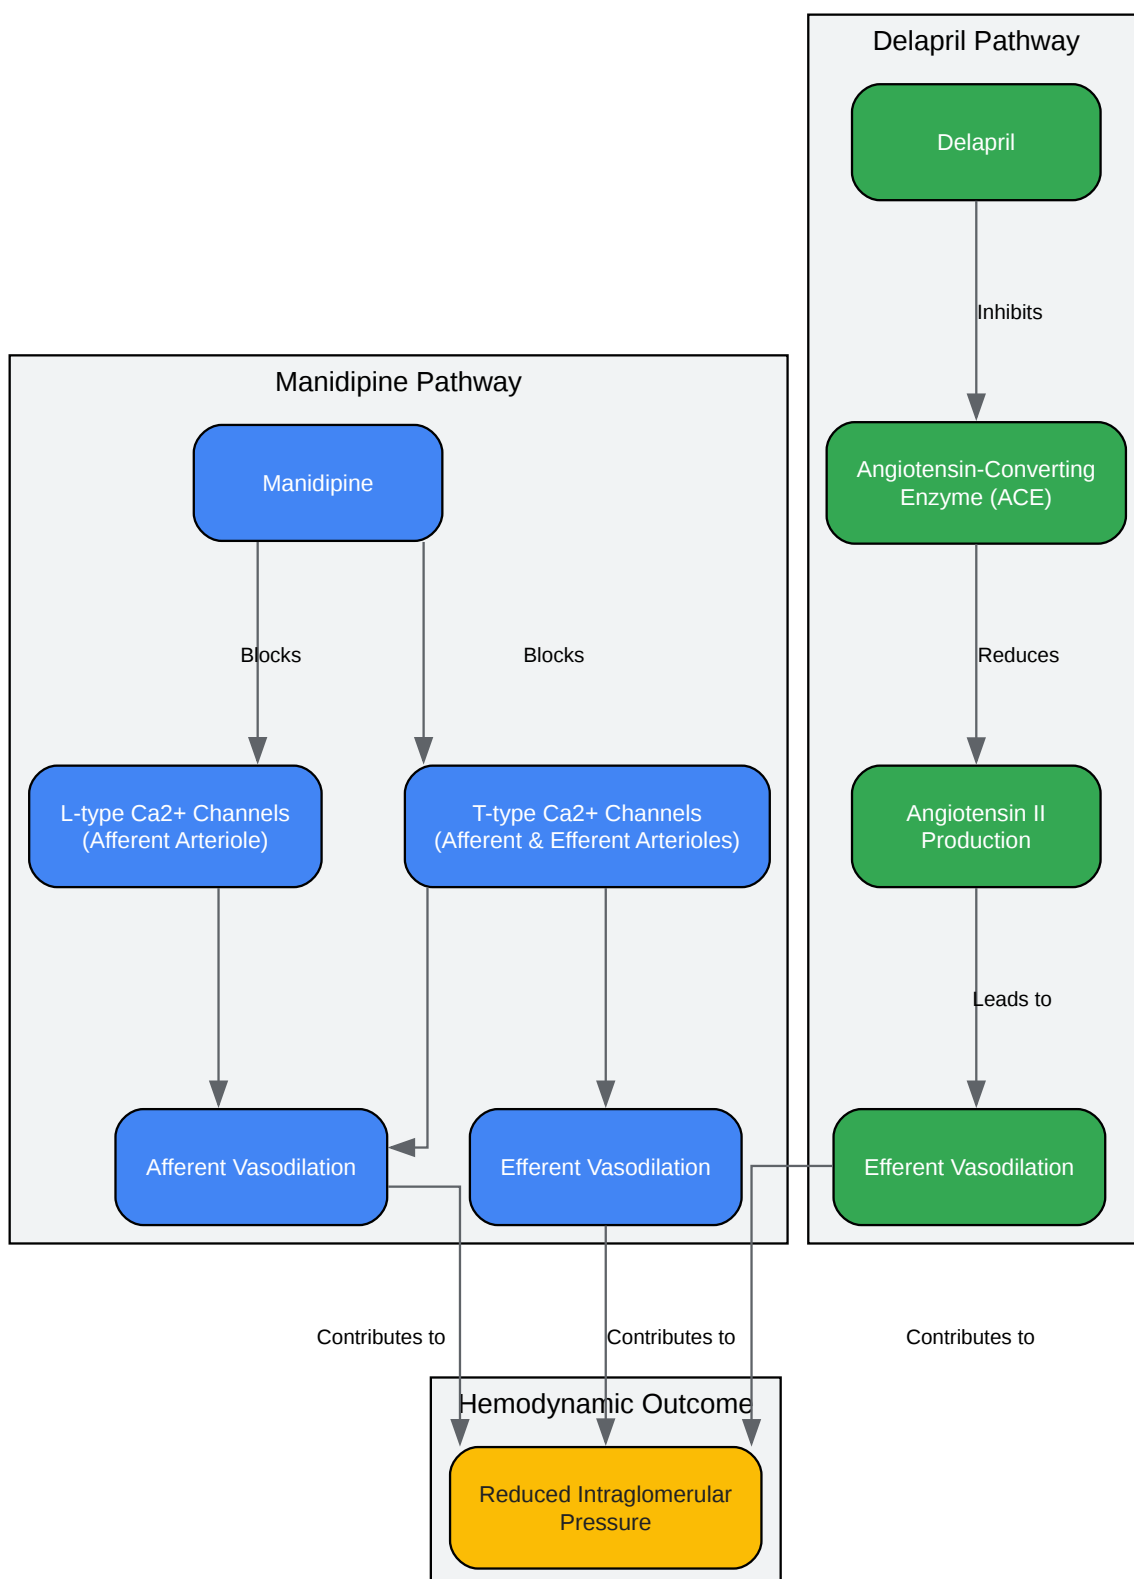 Delapril Pathway
Delapril
Inhibits
Manidipine Pathway
Manidipine
Angiotensin-Converting
Enzyme (ACE)
Blocks
Blocks
Reduces
L-type Ca2+ Channels
(Afferent Arteriole)
T-type Ca2+ Channels
(Afferent & Efferent Arterioles)
Angiotensin II
Production
Leads to
Afferent Vasodilation
Efferent Vasodilation
Efferent Vasodilation
Contributes to
Contributes to
Contributes to
Hemodynamic Outcome
Reduced Intraglomerular
Pressure